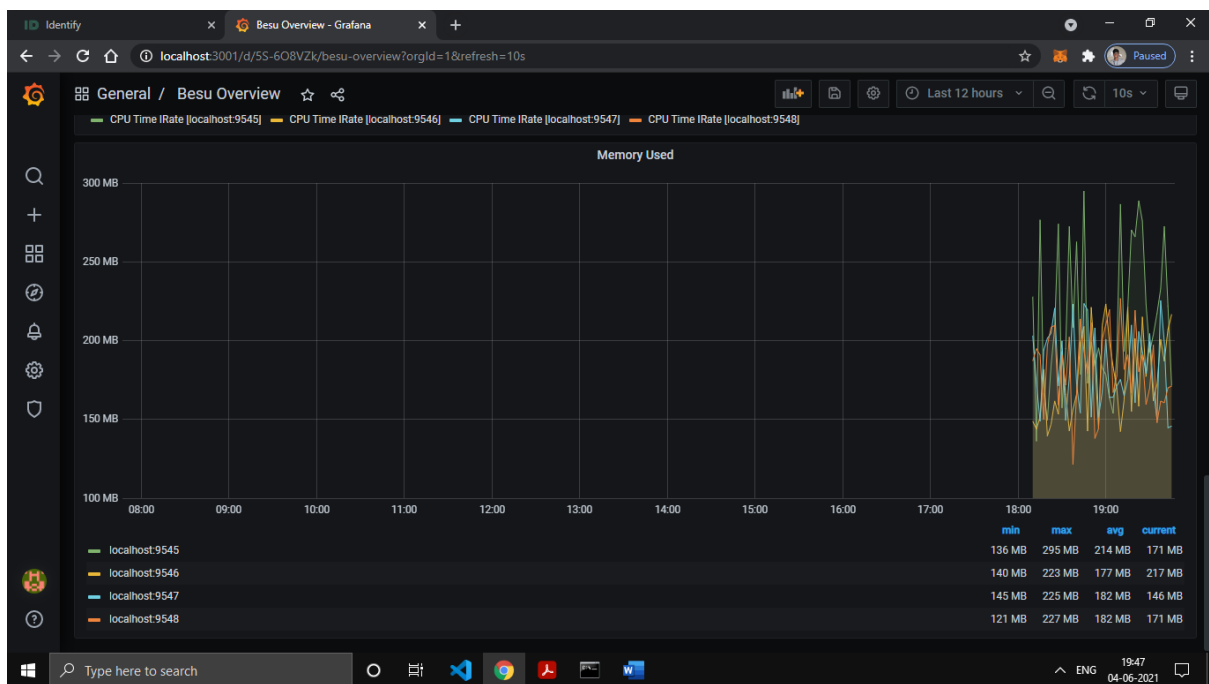 Identify
Besu Overview - Grafana
localhost:3001/d/5S-6O8VZk/besu-overview?orgId=1&refresh=10s
Paused
General / Besu Overview
Last 12 hours
10s
CPU Time IRate [localhost:9545] CPU Time IRate [localhost:9546] CPU Time IRate [localhost:9547] CPU Time IRate [localhost:9548]
Memory Used
300 MB
250 MB
200 MB
150 MB
100 MB
08:00 09:00 10:00 11:00 12:00 13:00 14:00 15:00 16:00 17:00 18:00 19:00
min max avg current
localhost:9545 136 MB 295 MB 214 MB 171 MB
localhost:9546 140 MB 223 MB 177 MB 217 MB
localhost:9547 145 MB 225 MB 182 MB 146 MB
localhost:9548 121 MB 227 MB 182 MB 171 MB
Type here to search
ENG
19:47
04-06-2021